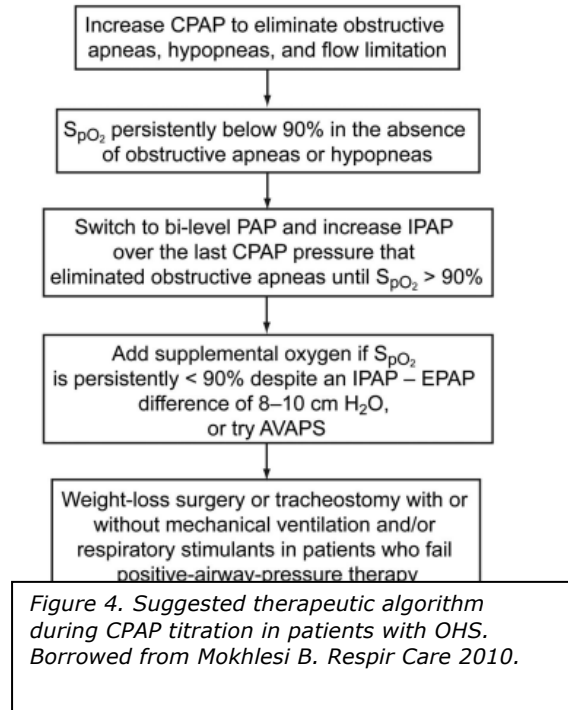 Increase CPAP to eliminate obstructive
apneas, hypopneas, and flow limitation
SpO2 persistently below 90% in the absence
of obstructive apneas or hypopneas
Switch to bi-level PAP and increase IPAP
over the last CPAP pressure that
eliminated obstructive apneas until SpO2 > 90%
Add supplemental oxygen if SpO2
is persistently < 90% despite an IPAP – EPAP
difference of 8–10 cm H2O,
or try AVAPS
Weight-loss surgery or tracheostomy with or
without mechanical ventilation and/or
respiratory stimulants in patients who fail
positive-airway-pressure therapy
Figure 4. Suggested therapeutic algorithm
during CPAP titration in patients with OHS.
Borrowed from Mokhlesi B. Respir Care 2010.